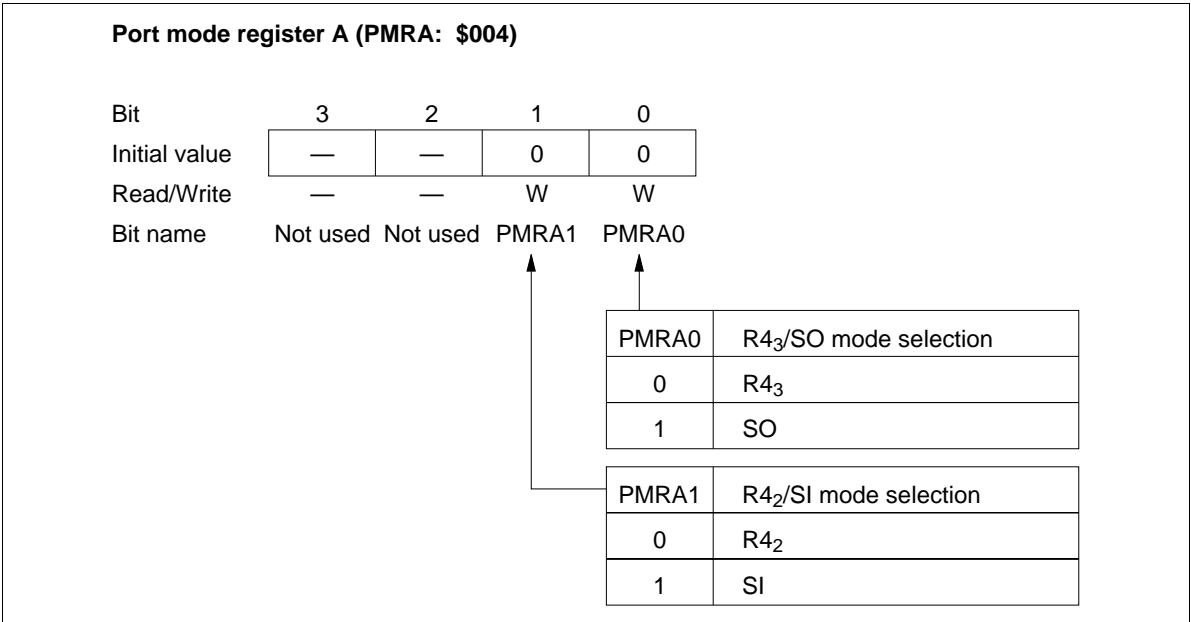 Port mode register A (PMRA: $004)
Bit 3 2 1 0
Initial value — — 0 0
Read/Write — — W W
Bit name Not used Not used PMRA1 PMRA0
PMRA0 R4₃/SO mode selection
0 R4₃
1 SO
PMRA1 R4₂/SI mode selection
0 R4₂
1 SI